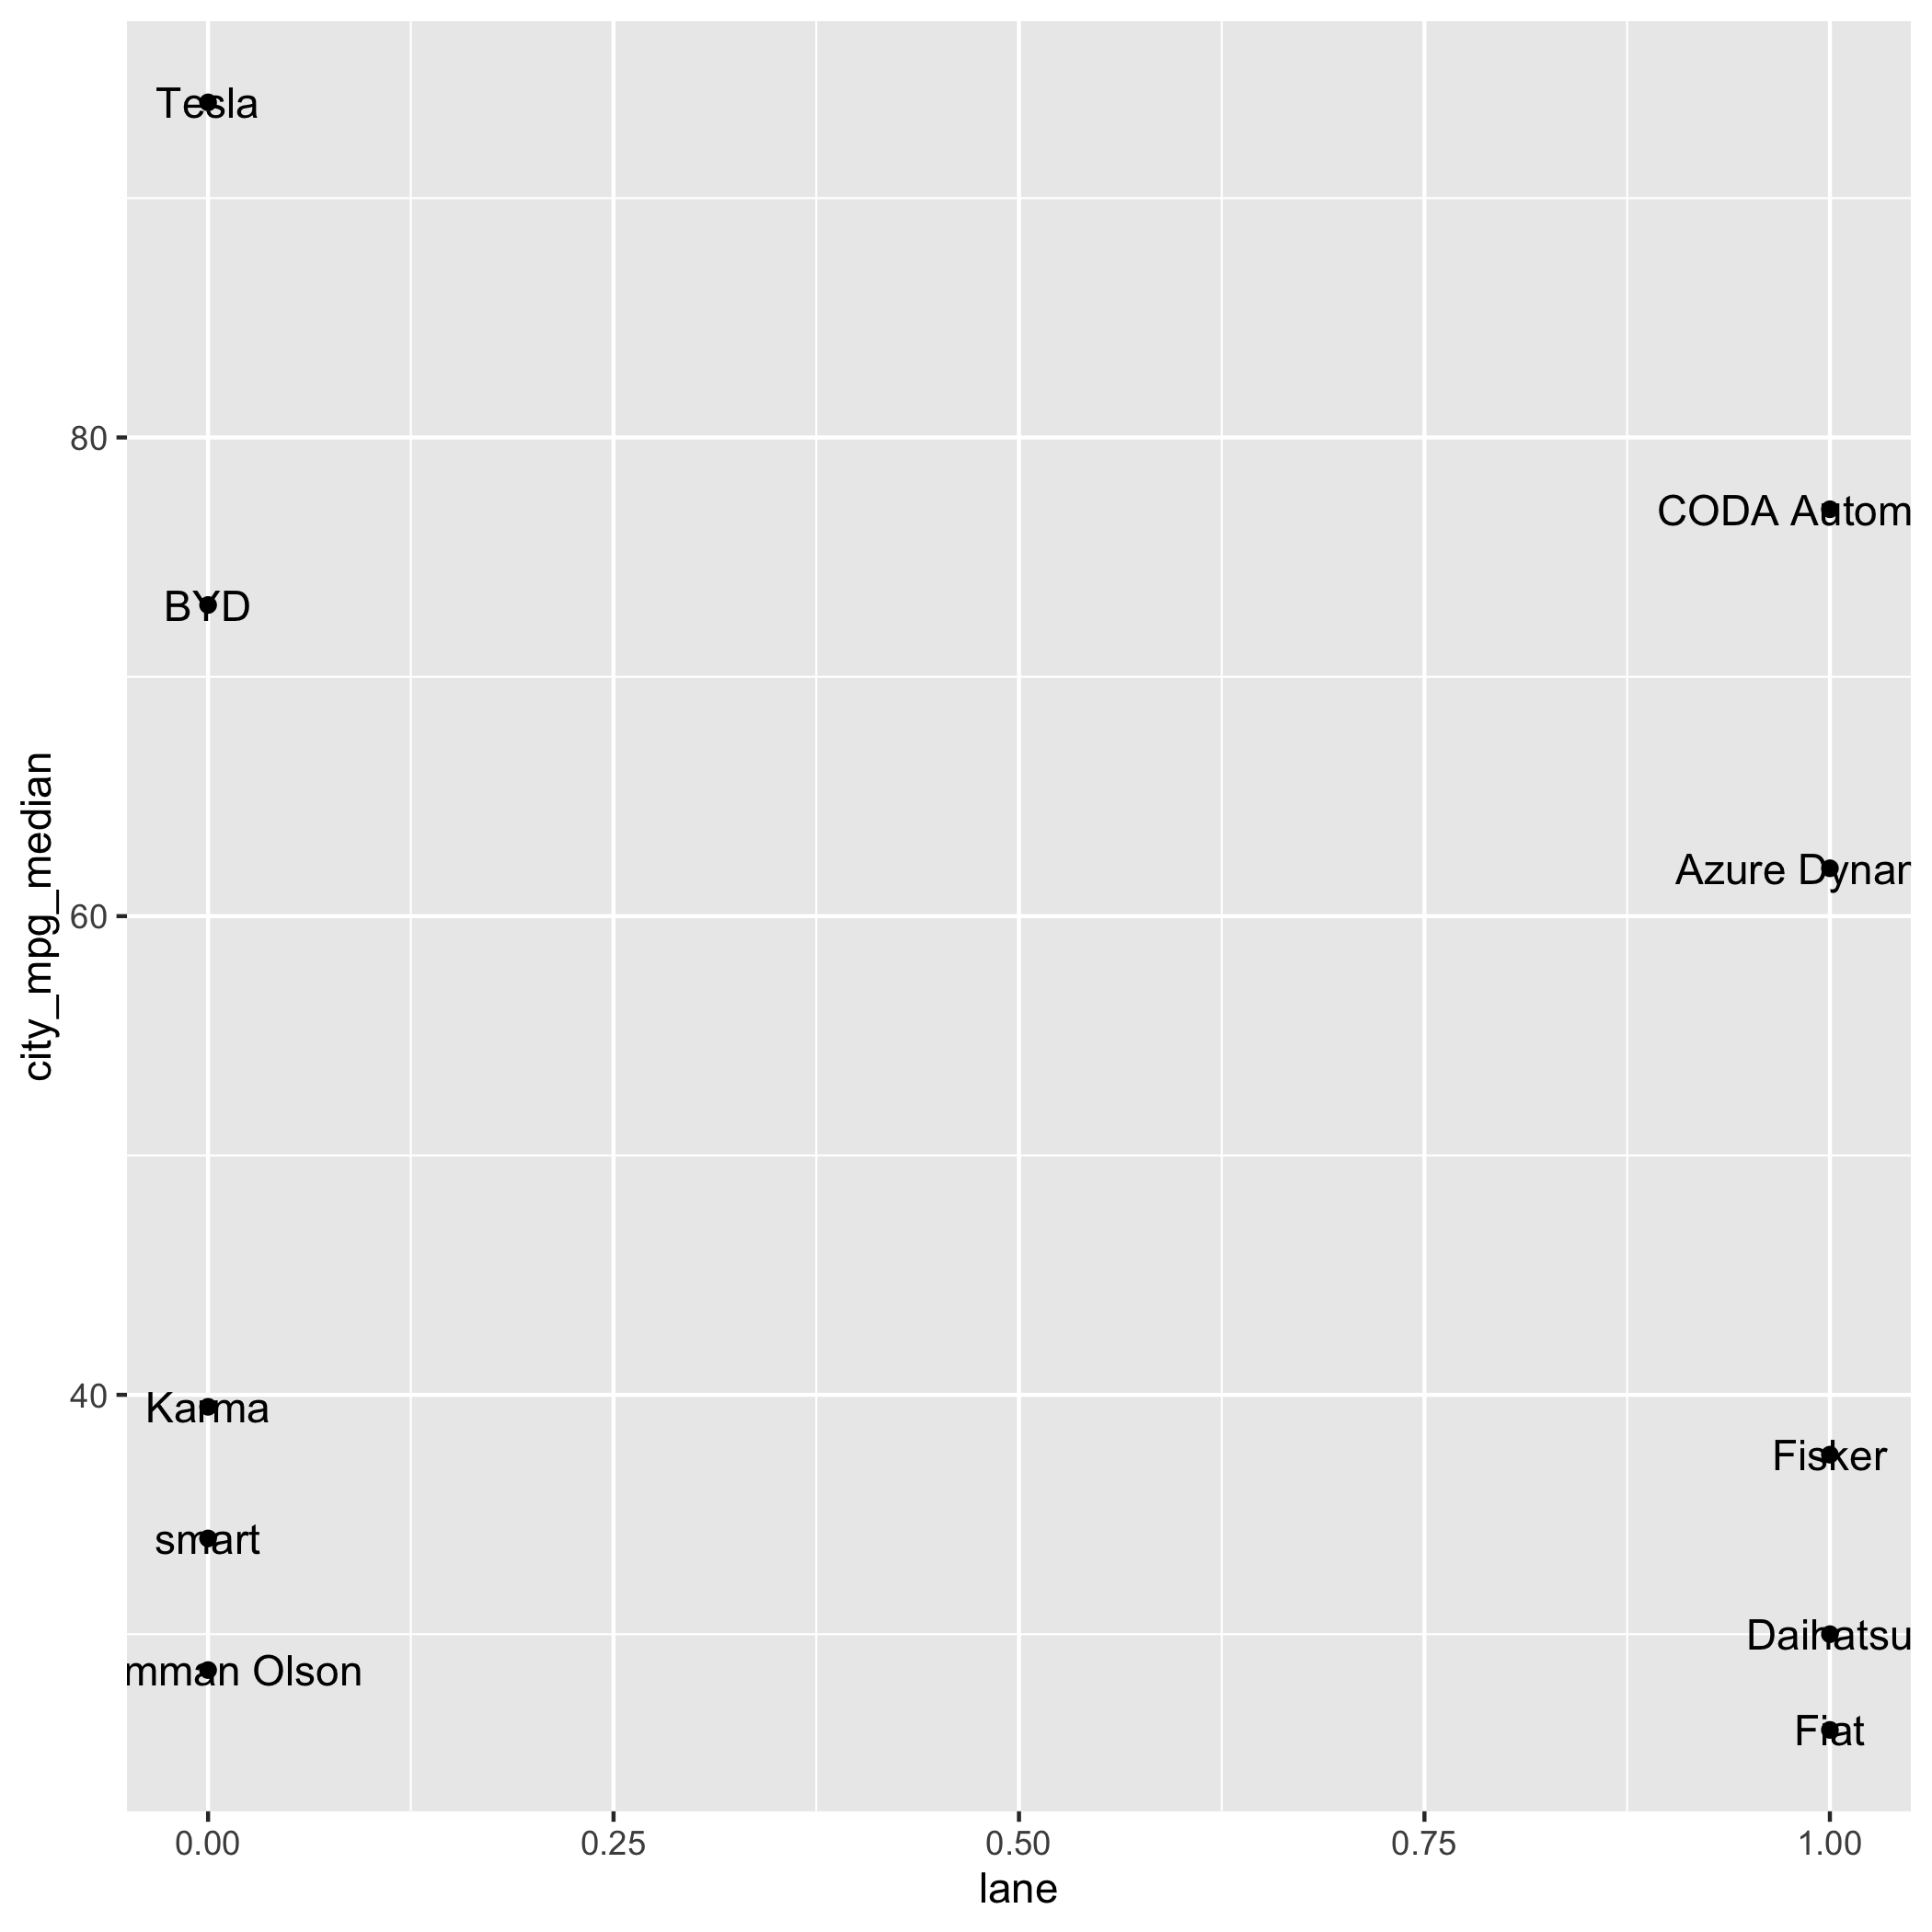 Tesla
80
CODA Autom
BYD
Azure Dynan
60
city_mpg_median
40
Karma
Fisker
smart
Daihatsu
mman Olson
Fiat
0.00 0.25 0.50 0.75 1.00
lane